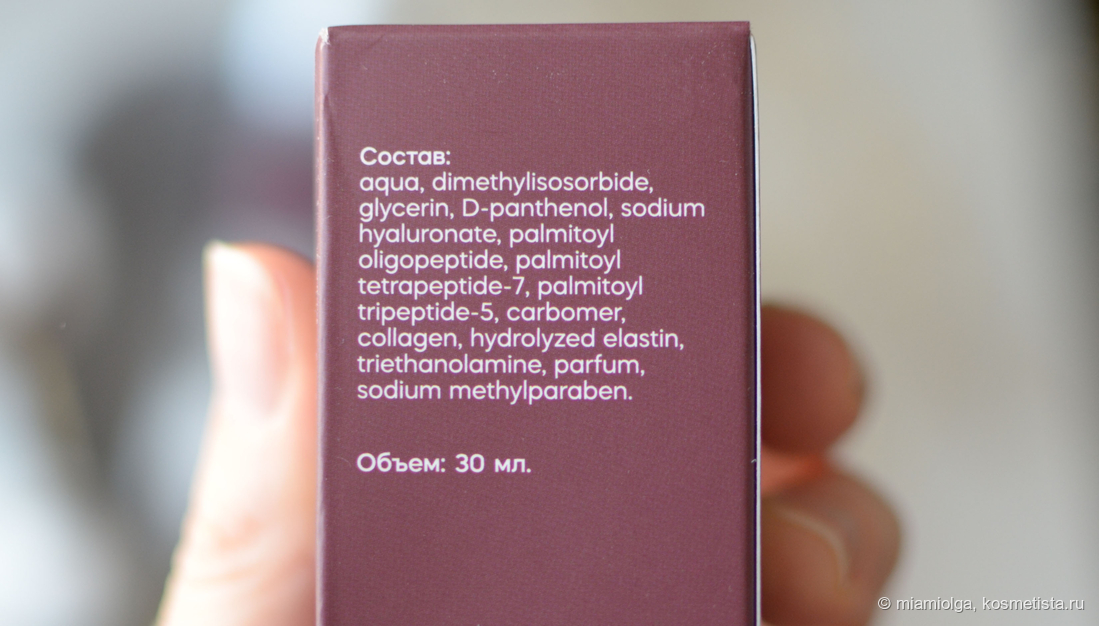 Состав:
aqua, dimethylisosorbide,
glycerin, D-panthenol, sodium
hyaluronate, palmitoyl
oligopeptide, palmitoyl
tetrapeptide-7, palmitoyl
tripeptide-5, carbomer,
collagen, hydrolyzed elastin,
triethanolamine, parfum,
sodium methylparaben.
Объем: 30 мл.
© miamiolga, kosmetista.ru